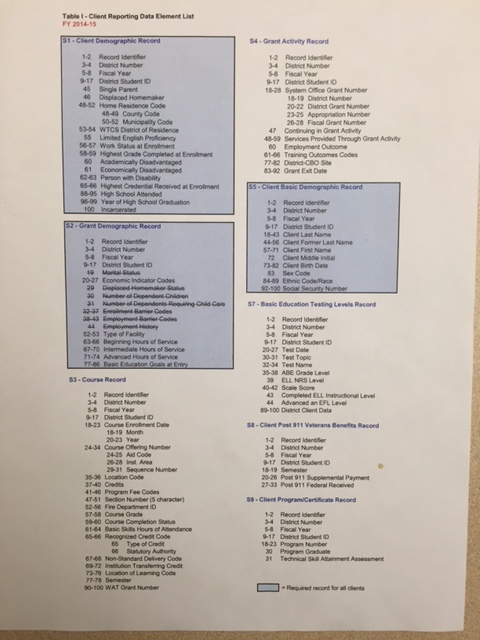 Table I - Client Reporting Data Element List
FY 2014-15
S1 - Client Demographic Record
1-2 Record Identifier
3-4 District Number
5-8 Fiscal Year
9-17 District Student ID
45 Single Parent
46 Displaced Homemaker
48-52 Home Residence Code
48-49 County Code
50-52 Municipality Code
53-54 WTCS District of Residence
55 Limited English Proficiency
56-57 Work Status at Enrollment
58-59 Highest Grade Completed at Enrollment
60 Academically Disadvantaged
61 Economically Disadvantaged
62-63 Person with Disability
65-66 Highest Credential Received at Enrollment
88-95 High School Attended
96-99 Year of High School Graduation
100 Incarcerated
S2 - Grant Demographic Record
1-2 Record Identifier
3-4 District Number
5-8 Fiscal Year
9-17 District Student ID
19 Marital Status
20-27 Economic Indicator Codes
29 Displaced Homemaker Status
30 Number of Dependent Children
31 Number of Dependents Requiring Child Care
32-37 Enrollment Barrier Codes
38-43 Employment Barrier Codes
44 Employment History
52-53 Type of Facility
63-66 Beginning Hours of Service
67-70 Intermediate Hours of Service
71-74 Advanced Hours of Service
77-86 Basic Education Goals at Entry
S3 - Course Record
1-2 Record Identifier
3-4 District Number
5-8 Fiscal Year
9-17 District Student ID
18-23 Course Enrollment Date
18-19 Month
20-23 Year
24-34 Course Offering Number
24-25 Aid Code
26-28 Inst. Area
29-31 Sequence Number
35-36 Location Code
37-40 Credits
41-46 Program Fee Codes
47-51 Section Number (5 character)
52-56 Fire Department ID
57-58 Course Grade
59-60 Course Completion Status
61-64 Basic Skills Hours of Attendance
65-66 Recognized Credit Code
65 Type of Credit
66 Statutory Authority
67-68 Non-Standard Delivery Code
69-72 Institution Transferring Credit
73-76 Location of Learning Code
77-78 Semester
90-100 WAT Grant Number
S4 - Grant Activity Record
1-2 Record Identifier
3-4 District Number
5-8 Fiscal Year
9-17 District Student ID
18-28 System Office Grant Number
18-19 District Number
20-22 District Grant Number
23-25 Appropriation Number
26-28 Fiscal Grant Number
47 Continuing in Grant Activity
48-59 Services Provided Through Grant Activity
60 Employment Outcome
61-66 Training Outcomes Codes
77-82 District-CBO Site
83-92 Grant Exit Date
S5 - Client Basic Demographic Record
1-2 Record Identifier
3-4 District Number
5-8 Fiscal Year
9-17 District Student ID
18-43 Client Last Name
44-56 Client Former Last Name
57-71 Client First Name
72 Client Middle Initial
73-82 Client Birth Date
83 Sex Code
84-89 Ethnic Code/Race
92-100 Social Security Number
S7 - Basic Education Testing Levels Record
1-2 Record Identifier
3-4 District Number
5-8 Fiscal Year
9-17 District Student ID
20-27 Test Date
30-31 Test Topic
32-34 Test Name
35-38 ABE Grade Level
39 ELL NRS Level
40-42 Scale Score
43 Completed ELL Instructional Level
44 Advanced an EFL Level
89-100 District Client Data
S8 - Client Post 911 Veterans Benefits Record
1-2 Record Identifier
3-4 District Number
5-8 Fiscal Year
9-17 District Student ID
18-19 Semester
20-26 Post 911 Supplemental Payment
27-33 Post 911 Federal Received
S9 - Client Program/Certificate Record
1-2 Record Identifier
3-4 District Number
5-8 Fiscal Year
9-17 District Student ID
18-23 Program Number
30 Program Graduate
31 Technical Skill Attainment Assessment
= Required record for all clients